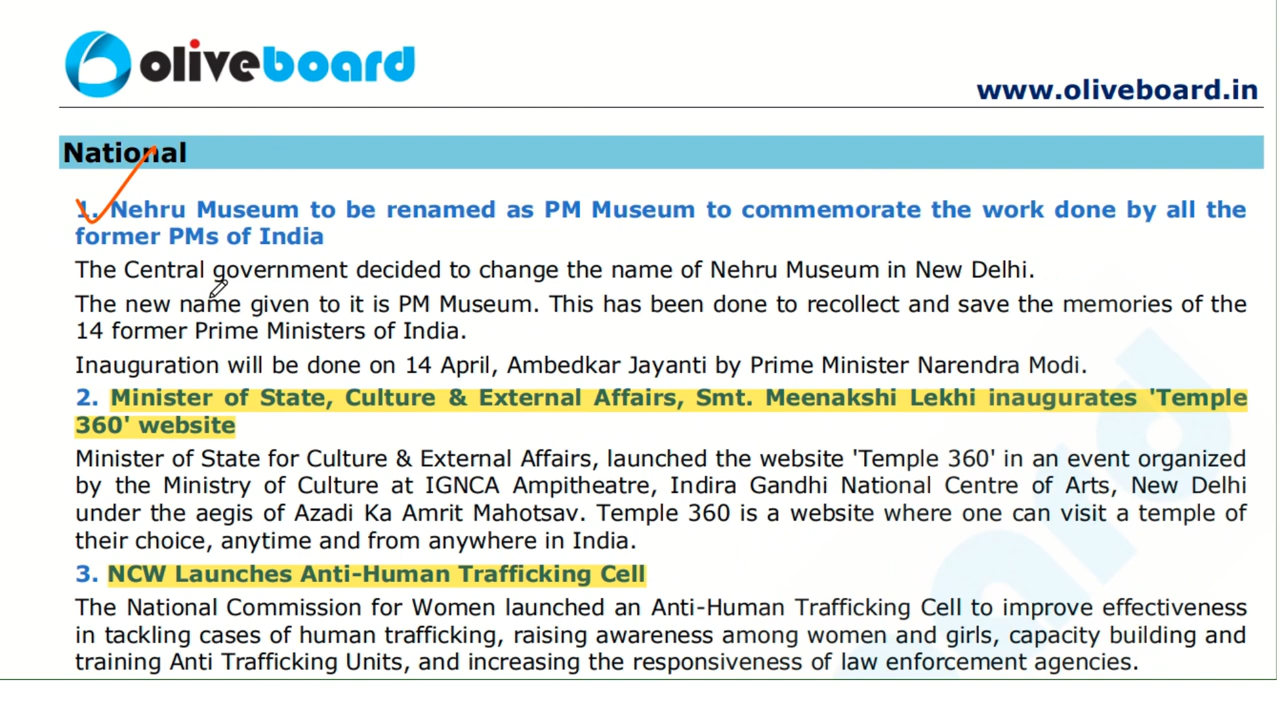 oliveboard
www.oliveboard.in
National
1. Nehru Museum to be renamed as PM Museum to commemorate the work done by all the
former PMs of India
The Central government decided to change the name of Nehru Museum in New Delhi.
The new name given to it is PM Museum. This has been done to recollect and save the memories of the
14 former Prime Ministers of India.
Inauguration will be done on 14 April, Ambedkar Jayanti by Prime Minister Narendra Modi.
2. Minister of State, Culture & External Affairs, Smt. Meenakshi Lekhi inaugurates 'Temple
360' website
Minister of State for Culture & External Affairs, launched the website 'Temple 360' in an event organized
by the Ministry of Culture at IGNCA Ampitheatre, Indira Gandhi National Centre of Arts, New Delhi
under the aegis of Azadi Ka Amrit Mahotsav. Temple 360 is a website where one can visit a temple of
their choice, anytime and from anywhere in India.
3. NCW Launches Anti-Human Trafficking Cell
The National Commission for Women launched an Anti-Human Trafficking Cell to improve effectiveness
in tackling cases of human trafficking, raising awareness among women and girls, capacity building and
training Anti Trafficking Units, and increasing the responsiveness of law enforcement agencies.